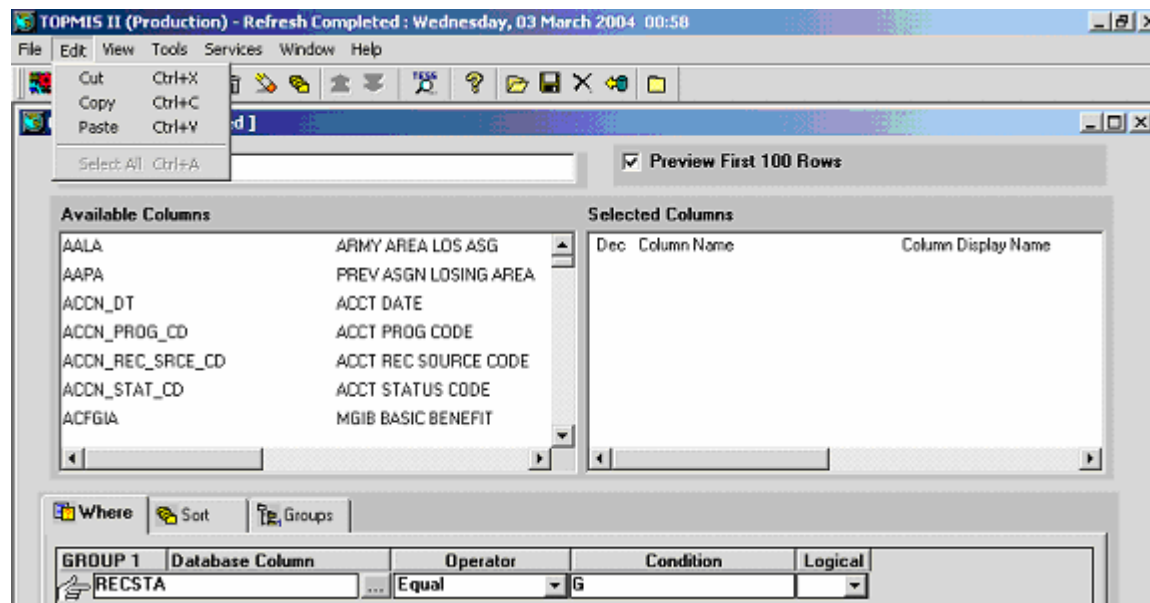 TOPMIS II (Production) - Refresh Completed : Wednesday, 03 March 2004 00:58
File Edit View Tools Services Window Help
Cut Ctrl+X
Copy Ctrl+C
Paste Ctrl+V
Select All Ctrl+A
ed ]
Preview First 100 Rows
Available Columns
AALA ARMY AREA LOS ASG
AAPA PREV ASGN LOSING AREA
ACCN_DT ACCT DATE
ACCN_PROG_CD ACCT PROG CODE
ACCN_REC_SRCE_CD ACCT REC SOURCE CODE
ACCN_STAT_CD ACCT STATUS CODE
ACFGIA MGIB BASIC BENEFIT
Selected Columns
Dec Column Name Column Display Name
Where Sort Groups
GROUP 1 Database Column Operator Condition Logical
RECSTA ... Equal G